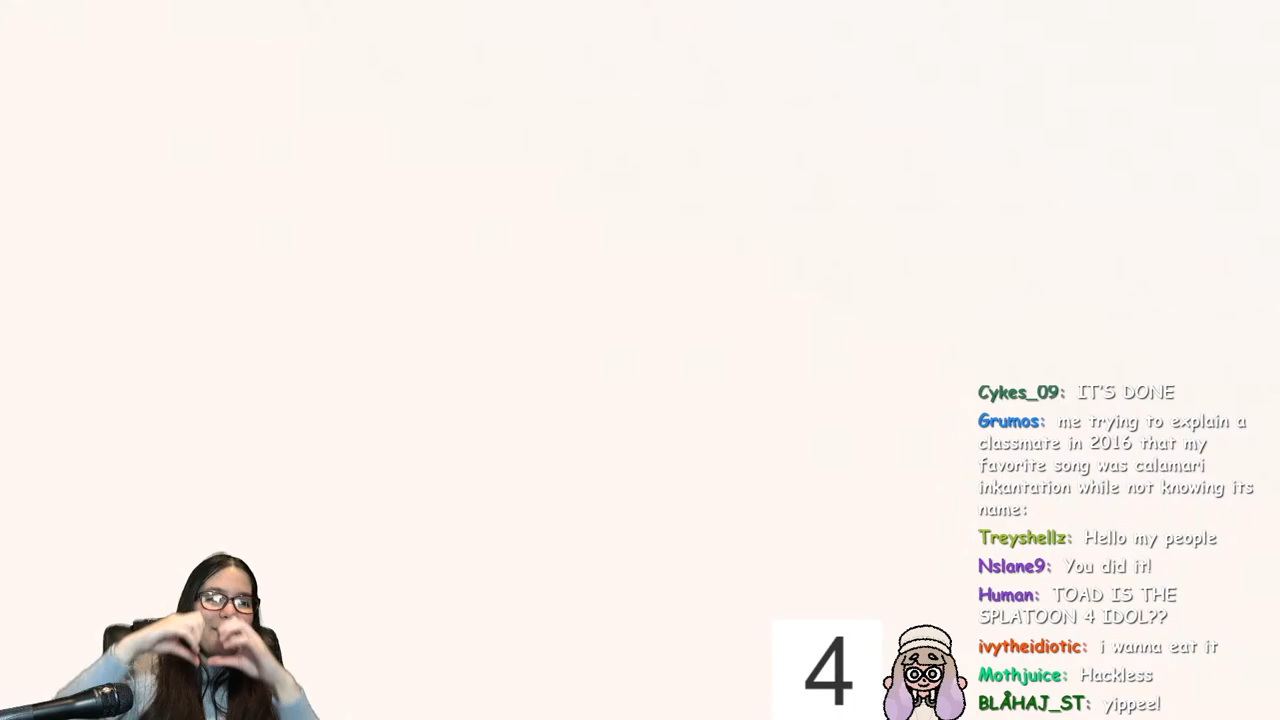 Cykes_09: IT'S DONE
Grumos: me trying to explain a
classmate in 2016 that my
favorite song was calamari
inkantation while not knowing its
name:
Treyshellz: Hello my people
Nslane9: You did it!
Human: TOAD IS THE
SPLATOON 4 IDOL??
ivytheidiotic: i wanna eat it
Mothjuice: Hackless
BLÅHAJ_ST: yippee!
4